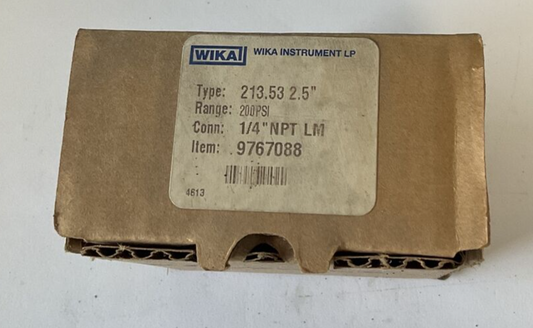 WIKA WIKA INSTRUMENT LP
Type: 213.53 2.5"
Range: 200PSI
Conn: 1/4"NPT LM
Item: 9767088
4613